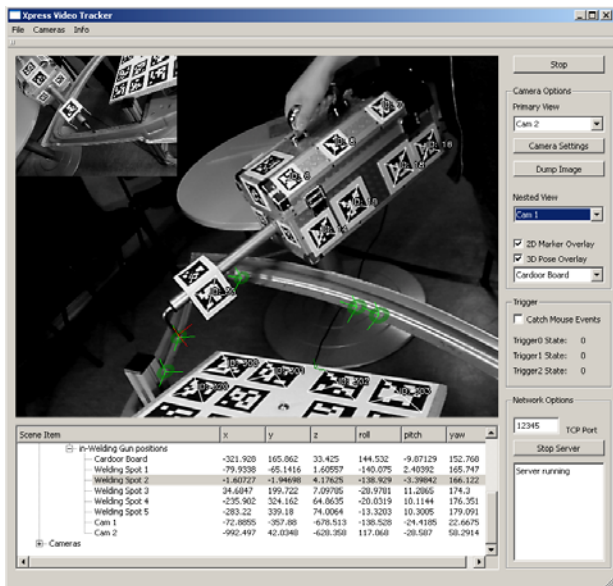 Xpress Video Tracker
File Cameras Info
Stop
Camera Options
Primary View
Cam 2
Camera Settings
Dump Image
Nested View
Cam 1
2D Marker Overlay
3D Pose Overlay
Cardoor Board
Trigger
Catch Mouse Events
Trigger0 State: 0
Trigger1 State: 0
Trigger2 State: 0
Network Options
12345 TCP Port
Stop Server
Server running
Scene Item x y z roll pitch yaw
in-Welding Gun positions
Cardoor Board -321.928 165.862 33.425 144.532 -9.87129 152.768
Welding Spot 1 -79.9338 -65.1416 1.60557 -140.075 2.40392 165.747
Welding Spot 2 -1.60727 -1.94698 4.17625 -138.929 -3.39842 166.122
Welding Spot 3 34.6847 199.722 7.09785 -28.9781 11.2865 174.3
Welding Spot 4 -235.902 324.162 64.8635 -20.0319 10.1144 176.351
Welding Spot 5 -283.22 339.18 74.0064 -13.3203 10.3005 179.091
Cam 1 -72.8855 -357.88 -678.513 -138.528 -24.4185 22.6675
Cam 2 -992.497 42.0348 -628.358 117.068 -28.587 58.2914
Cameras